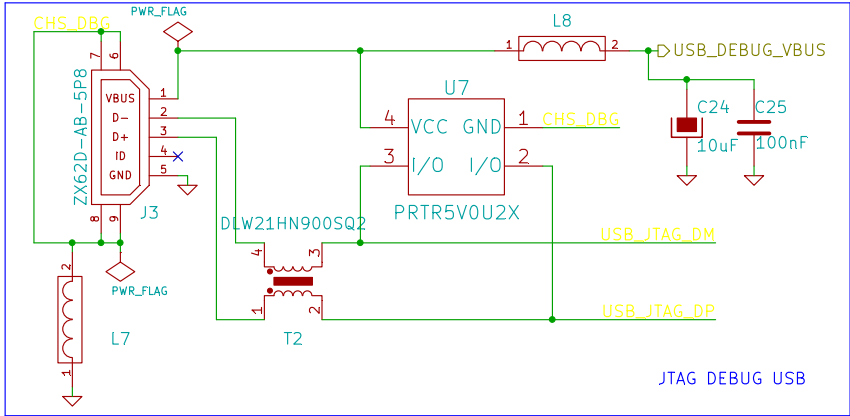 PWR_FLAG
CHS_DBG
L8
1 2
USB_DEBUG_VBUS
7 6
ZX62D-AB-5P8
VBUS 1
D- 2
D+ 3
ID 4
GND 5
8 9
J3
U7
4 VCC GND 1
CHS_DBG
3 I/O I/O 2
PRTR5V0U2X
C24
10uF
C25
100nF
DLW21HN900SQ2
4 3
1 2
T2
USB_JTAG_DM
USB_JTAG_DP
PWR_FLAG
2
L7
1
JTAG DEBUG USB